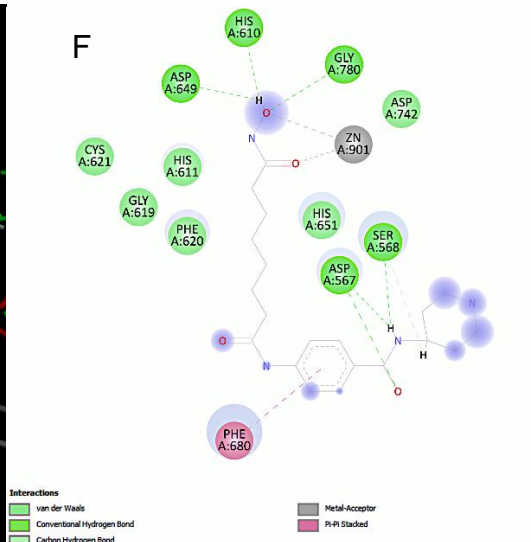 F
HIS
A:610
ASP
A:649
GLY
A:780
ASP
A:742
H
O
N
ZN
A:901
O
CYS
A:621
HIS
A:611
GLY
A:619
PHE
A:620
HIS
A:651
SER
A:568
ASP
A:567
N
H
N
H
O
N
O
PHE
A:680
Interactions
van der Waals
Conventional Hydrogen Bond
Carbon Hydrogen Bond
Metal-Acceptor
Pi-Pi Stacked